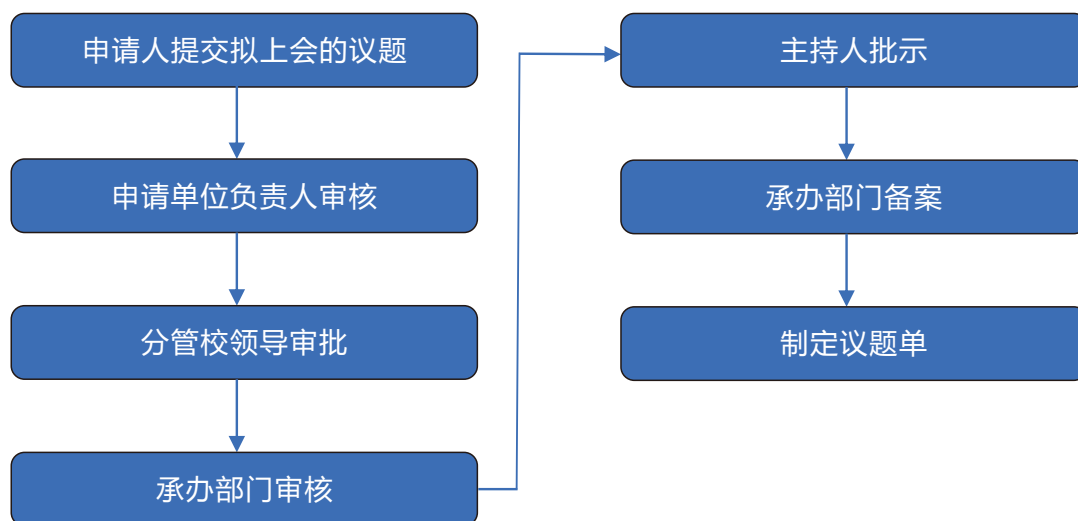 申请人提交拟上会的议题
申请单位负责人审核
分管校领导审批
承办部门审核
主持人批示
承办部门备案
制定议题单